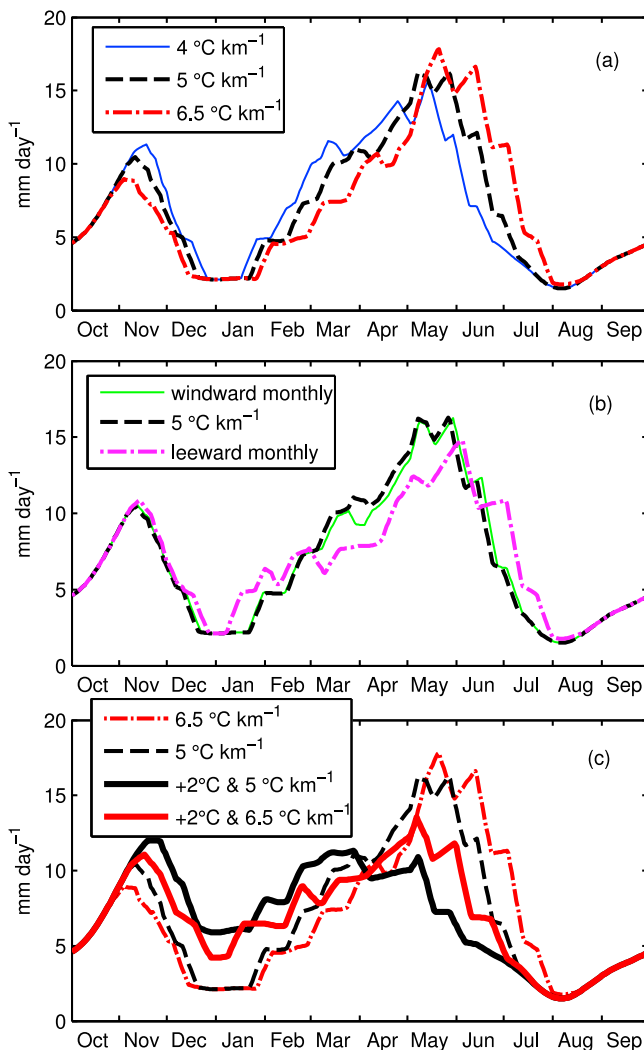 20
15
10
5
0
mm day⁻¹
4 °C km⁻¹
5 °C km⁻¹
6.5 °C km⁻¹
(a)
Oct Nov Dec Jan Feb Mar Apr May Jun Jul Aug Sep
20
15
10
5
0
mm day⁻¹
windward monthly
5 °C km⁻¹
leeward monthly
(b)
Oct Nov Dec Jan Feb Mar Apr May Jun Jul Aug Sep
20
15
10
5
0
mm day⁻¹
6.5 °C km⁻¹
5 °C km⁻¹
+2°C & 5 °C km⁻¹
+2°C & 6.5 °C km⁻¹
(c)
Oct Nov Dec Jan Feb Mar Apr May Jun Jul Aug Sep